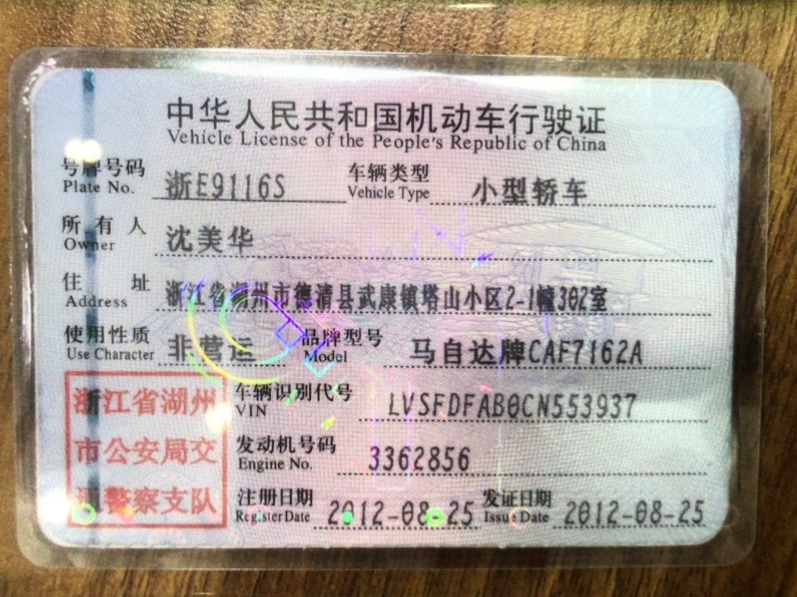 中华人民共和国机动车行驶证
Vehicle License of the People's Republic of China
号牌号码 浙E9116S 车辆类型 小型轿车
Plate No. Vehicle Type
所有人 沈美华
Owner
住址 浙江省湖州市德清县武康镇塔山小区2-1幢302室
Address
使用性质 非营运 品牌型号 马自达牌CAF7162A
Use Character Model
浙江省湖州 车辆识别代号 LVSFDFAB0CN553937
VIN
市公安局交 发动机号码 3362856
Engine No.
通警察支队 注册日期 2012-08-25 发证日期 2012-08-25
Register Date Issue Date